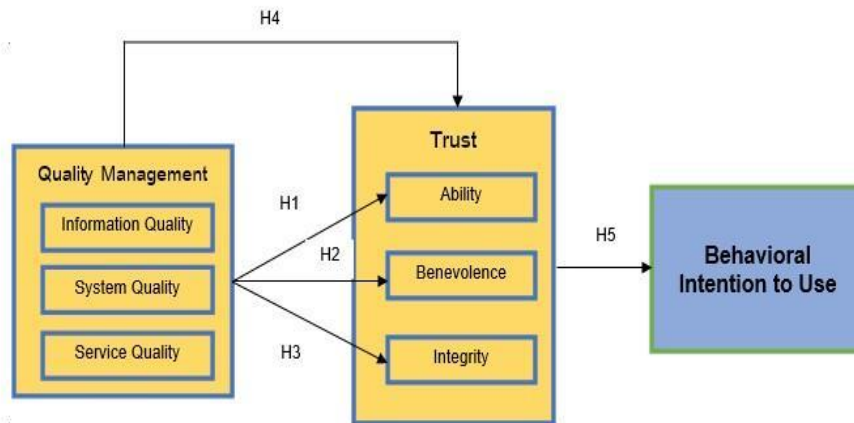 H4
Trust
Quality Management
Ability
H1
Information Quality
H5
H2
Behavioral
Intention to Use
Benevolence
System Quality
Service Quality
H3
Integrity